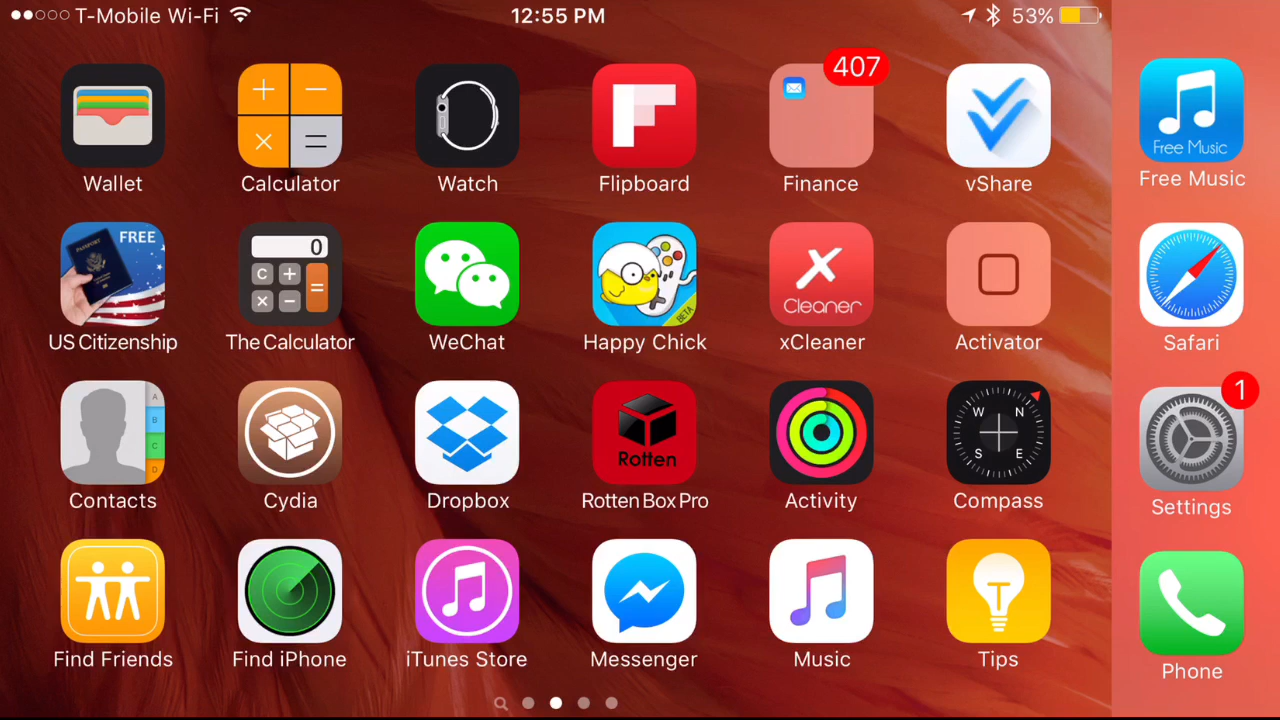 T-Mobile Wi-Fi 12:55 PM 53%
407
Wallet Calculator Watch Flipboard Finance vShare
Free Music
Free Music
FREE
PASSPORT
0
C
Cleaner
BETA
US Citizenship The Calculator WeChat Happy Chick xCleaner Activator Safari
1
A
B
C
D
Rotten
W N
S E
Contacts Cydia Dropbox Rotten Box Pro Activity Compass Settings
T
Find Friends Find iPhone iTunes Store Messenger Music Tips Phone